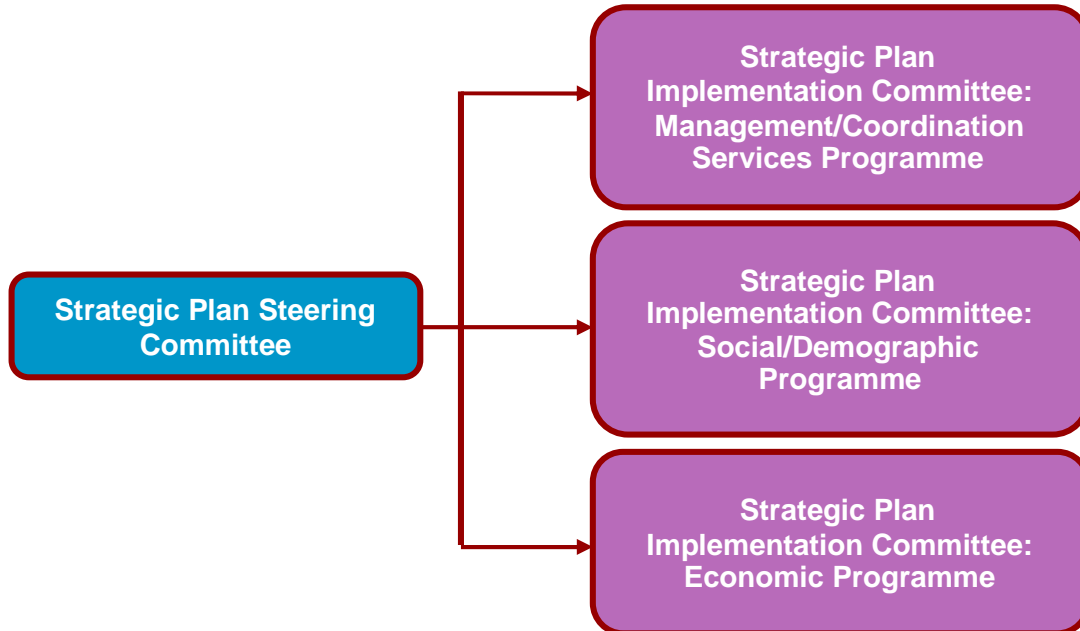 Strategic Plan
Implementation Committee:
Management/Coordination
Services Programme
Strategic Plan Steering
Committee
Strategic Plan
Implementation Committee:
Social/Demographic
Programme
Strategic Plan
Implementation Committee:
Economic Programme